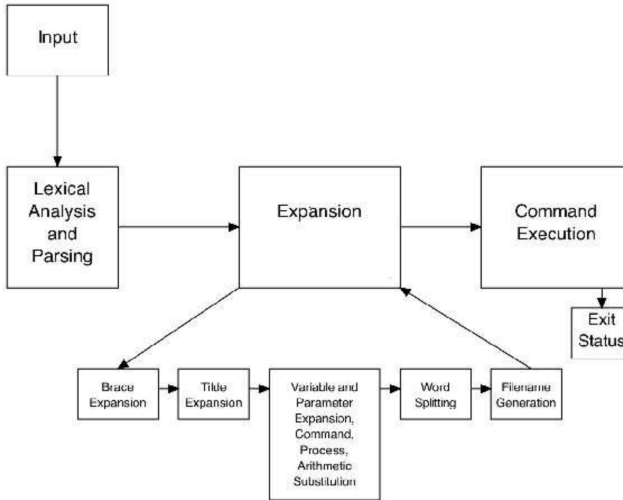 Input
Lexical
Analysis
and
Parsing
Expansion
Command
Execution
Exit
Status
Brace
Expansion
Tilde
Expansion
Variable and
Parameter
Expansion,
Command,
Process,
Arithmetic
Substitution
Word
Splitting
Filename
Generation